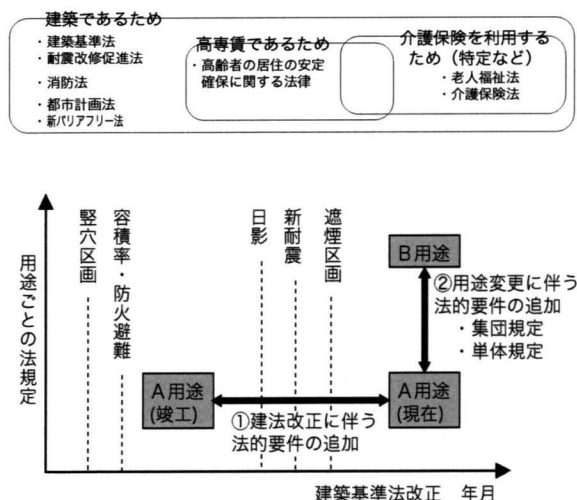 建築であるため
・建築基準法
・耐震改修促進法
・消防法
・都市計画法
・新バリアフリー法
高専賃であるため
・高齢者の居住の安定
確保に関する法律
介護保険を利用する
ため（特定など）
・老人福祉法
・介護保険法
用途ごとの法規定
竪穴区画
容積率・防火避難
日影
新耐震
遮煙区画
B用途
②用途変更に伴う
法的要件の追加
・集団規定
・単体規定
A用途
(竣工)
①建法改正に伴う
法的要件の追加
A用途
(現在)
建築基準法改正　年月